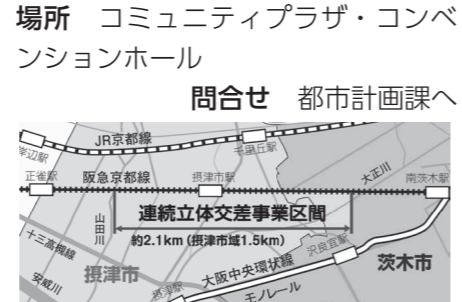 場所　コミュニティプラザ・コンベ
ンションホール
問合せ　都市計画課へ
JR京都線
岸辺駅
千里丘駅
正雀駅
阪急京都線
摂津市駅
大正川
南茨木駅
山田川
連続立体交差事業区間
約2.1km（摂津市域1.5km）
十三高槻線
沢良宜駅
茨木市
安威川
摂津市
摂津駅
大阪中央環状線
モノレール